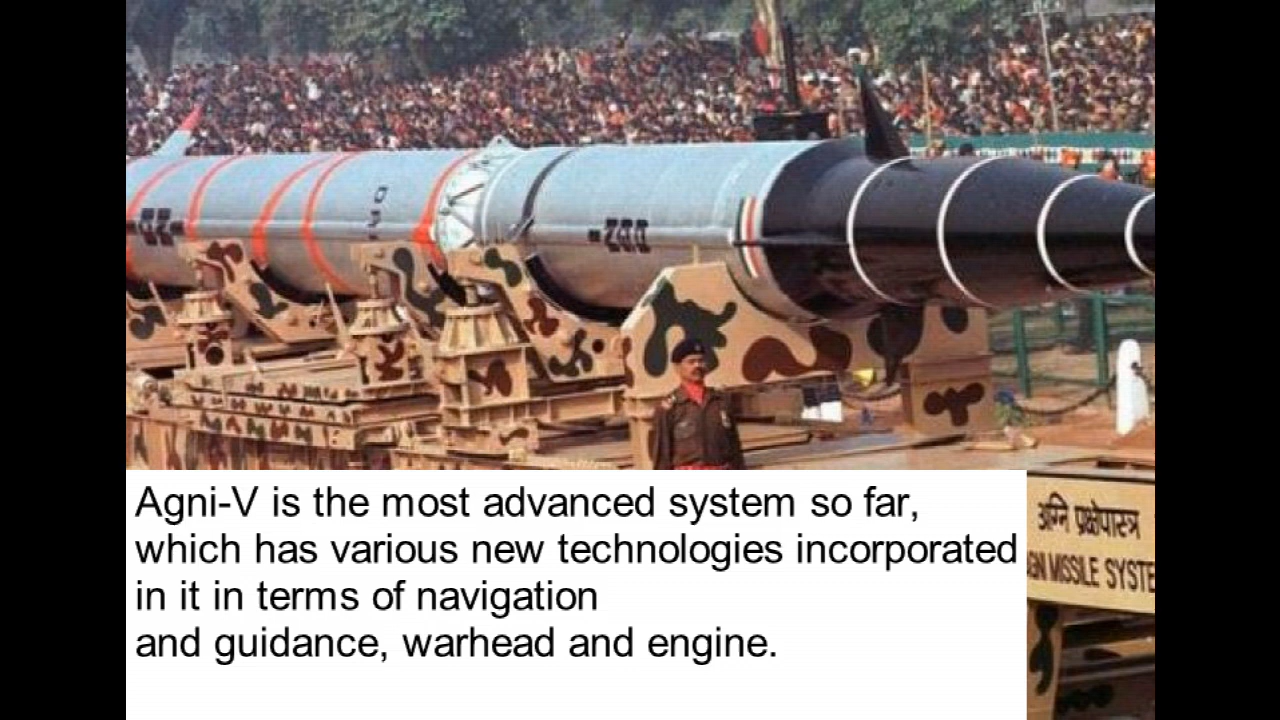 Agni-V is the most advanced system so far,
which has various new technologies incorporated
in it in terms of navigation
and guidance, warhead and engine.
अग्नि प्रक्षेपास्त्र
MISSILE